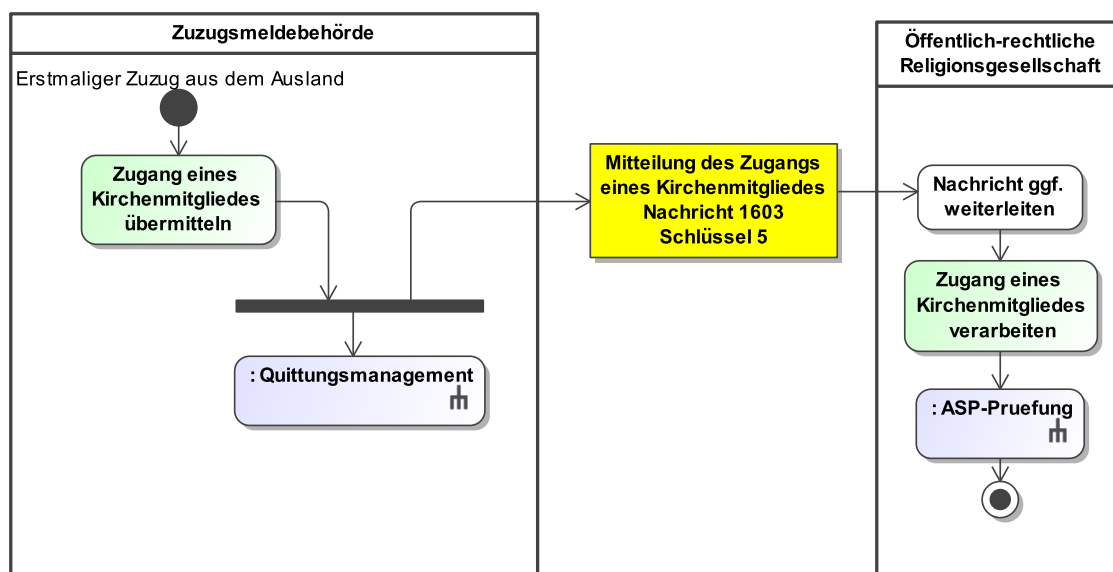 Zuzugsmeldebehörde
Erstmaliger Zuzug aus dem Ausland
Zugang eines
Kirchenmitgliedes
übermitteln
: Quittungsmanagement
Mitteilung des Zugangs
eines Kirchenmitgliedes
Nachricht 1603
Schlüssel 5
Öffentlich-rechtliche
Religionsgesellschaft
Nachricht ggf.
weiterleiten
Zugang eines
Kirchenmitgliedes
verarbeiten
: ASP-Pruefung